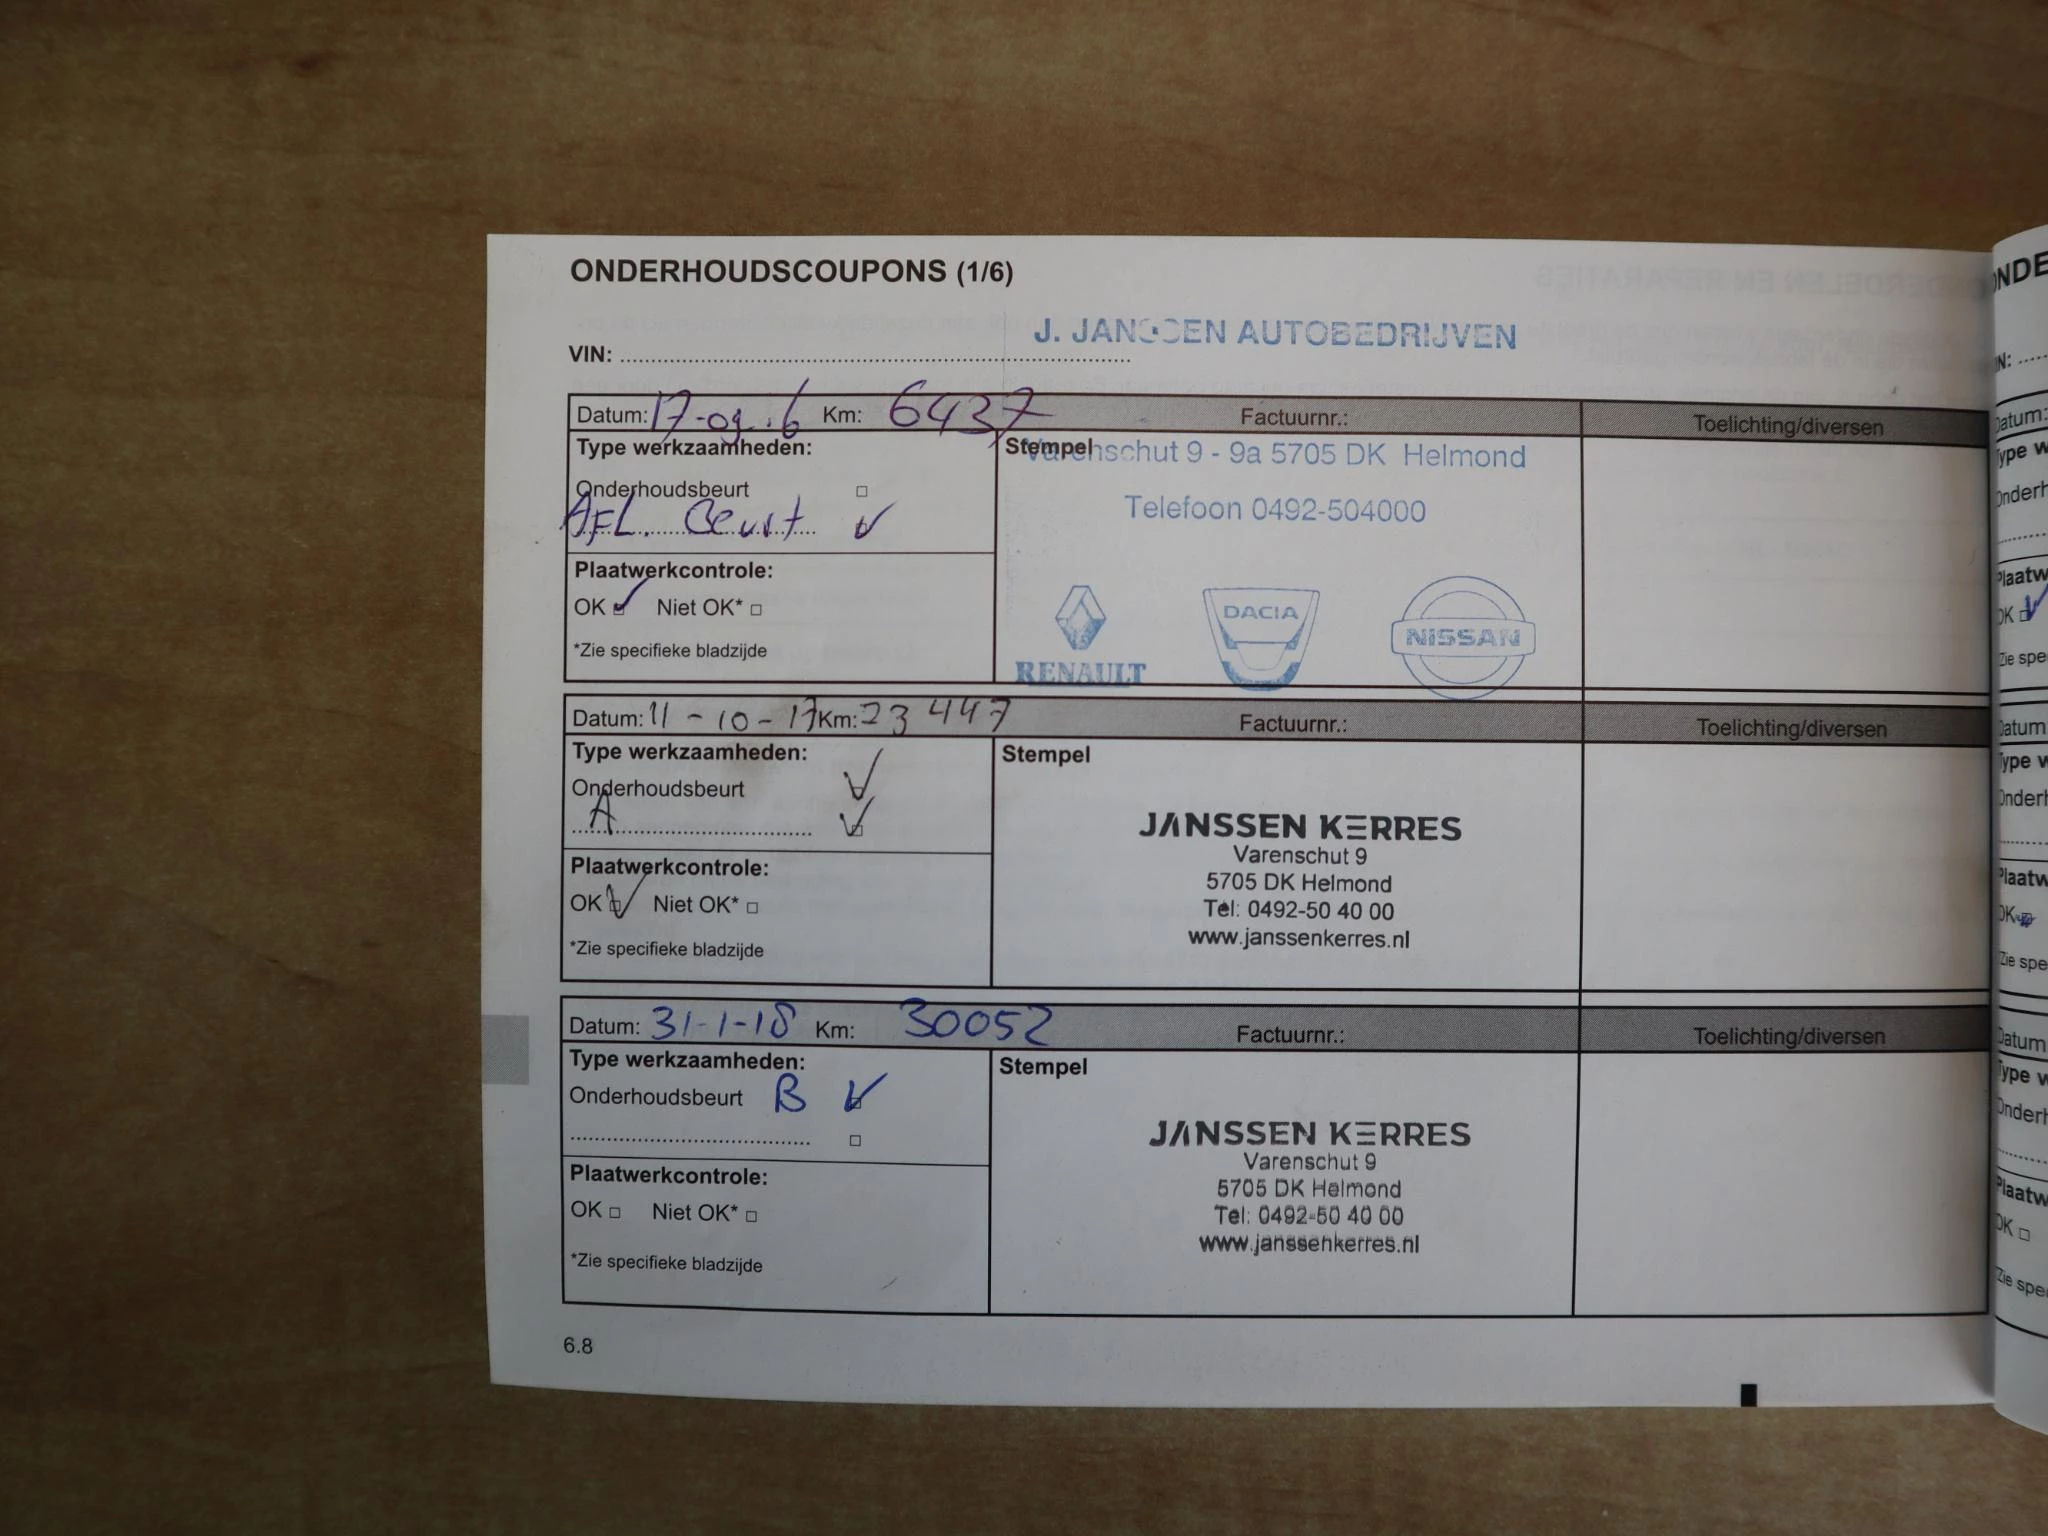 ONDERHOUDSCOUPONS (1/6)
J. JANSSEN AUTOBEDRIJVEN
VIN:
Datum: 17-09-16 Km: 6437 Factuurnr.: Toelichting/diversen
Type werkzaamheden: Stempel
Varenschut 9 - 9a 5705 DK Helmond
Onderhoudsbeurt
Telefoon 0492-504000
AFL. Beurt
Plaatwerkcontrole:
OK Niet OK*
DACIA
NISSAN
*Zie specifieke bladzijde
RENAULT
Datum: 11-10-17 Km: 23 447 Factuurnr.: Toelichting/diversen
Type werkzaamheden: Stempel
Onderhoudsbeurt
A
JANSSEN KERRES
Varenschut 9
Plaatwerkcontrole:
5705 DK Helmond
OK Niet OK*
Tel: 0492-50 40 00
www.janssenkerres.nl
*Zie specifieke bladzijde
Datum: 31-1-18 Km: 30052 Factuurnr.: Toelichting/diversen
Type werkzaamheden: Stempel
Onderhoudsbeurt B
JANSSEN KERRES
Varenschut 9
Plaatwerkcontrole:
5705 DK Helmond
OK Niet OK*
Tel: 0492-50 40 00
www.janssenkerres.nl
*Zie specifieke bladzijde
6.8